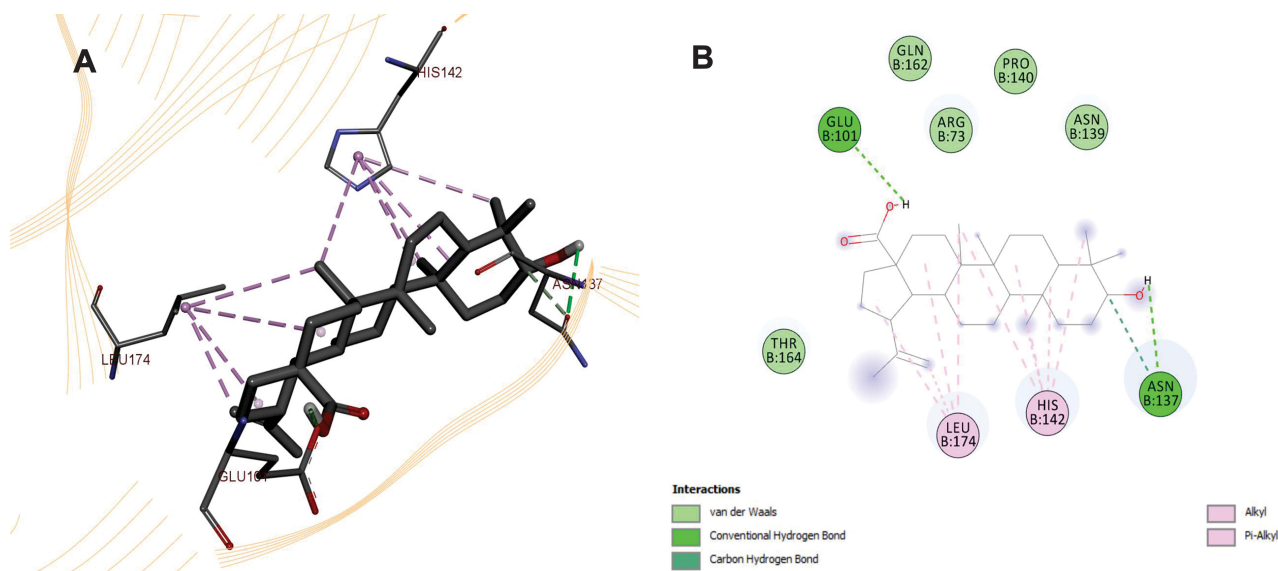 A
HIS142
ASN137
LEU174
GLU101
B
GLN
B:162
PRO
B:140
GLU
B:101
ARG
B:73
ASN
B:139
O
H
O
H
O
THR
B:164
ASN
B:137
HIS
B:142
LEU
B:174
Interactions
van der Waals
Conventional Hydrogen Bond
Carbon Hydrogen Bond
Alkyl
Pi-Alkyl